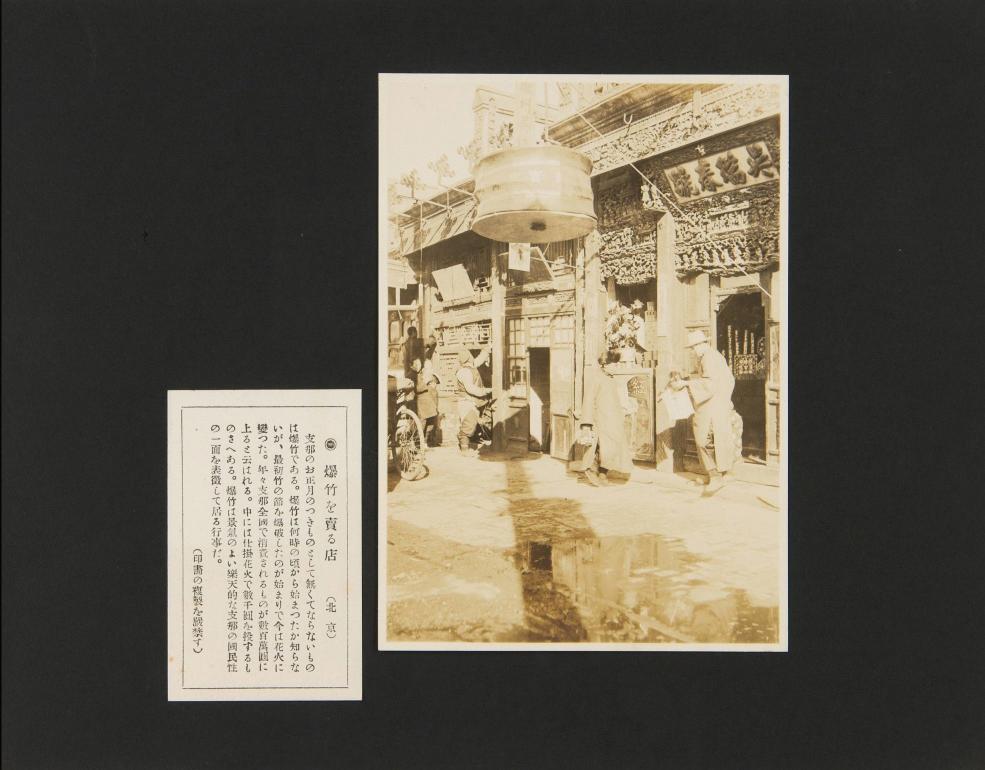 爆竹を賣る店 (北京)
支那のお正月のつきものとして無くてならないもの
は爆竹である。爆竹は何時の頃から始まつたか知らな
いが、最初竹の筒を爆破したのが始まりで今は花火に
變つた。年々支那全國で消費されるものが數百萬圓に
上ると云はれる。中には仕掛花火で數千圓を投ずるも
のさへある。爆竹は景氣のよい樂天的な支那の國民性
の一面を表徴して居る行事だ。
(印畫の複製を嚴禁す)